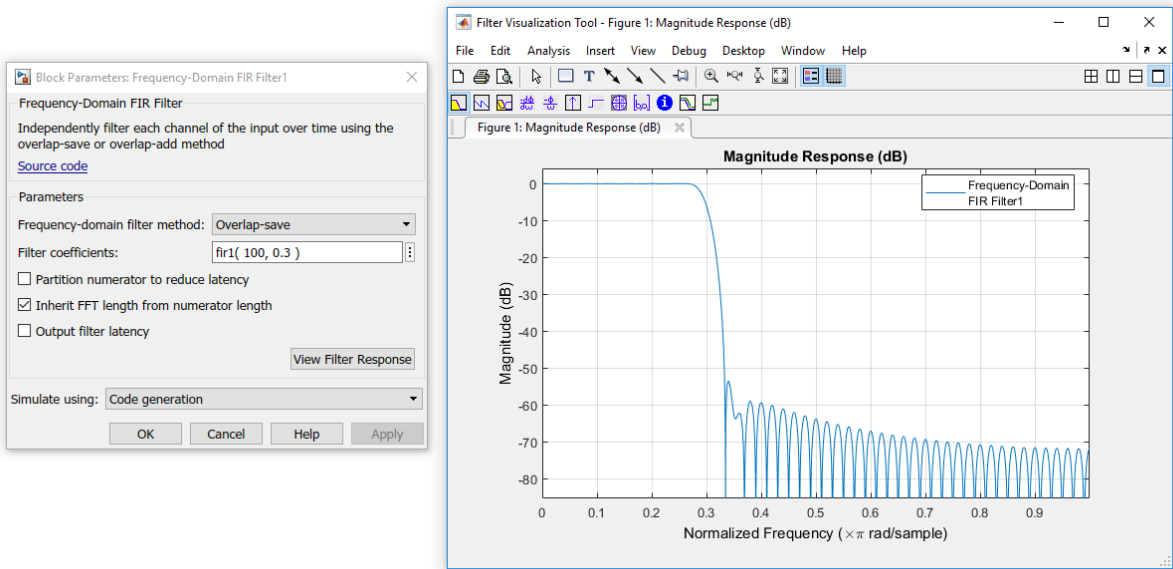 Block Parameters: Frequency-Domain FIR Filter1
Frequency-Domain FIR Filter
Independently filter each channel of the input over time using the
overlap-save or overlap-add method
Source code
Parameters
Frequency-domain filter method: Overlap-save
Filter coefficients: fir1( 100, 0.3 )
Partition numerator to reduce latency
Inherit FFT length from numerator length
Output filter latency
View Filter Response
Simulate using: Code generation
OK Cancel Help Apply
Filter Visualization Tool - Figure 1: Magnitude Response (dB)
File Edit Analysis Insert View Debug Desktop Window Help
Figure 1: Magnitude Response (dB)
Magnitude Response (dB)
Frequency-Domain
FIR Filter1
Magnitude (dB)
0
-10
-20
-30
-40
-50
-60
-70
-80
0 0.1 0.2 0.3 0.4 0.5 0.6 0.7 0.8 0.9
Normalized Frequency (×π rad/sample)